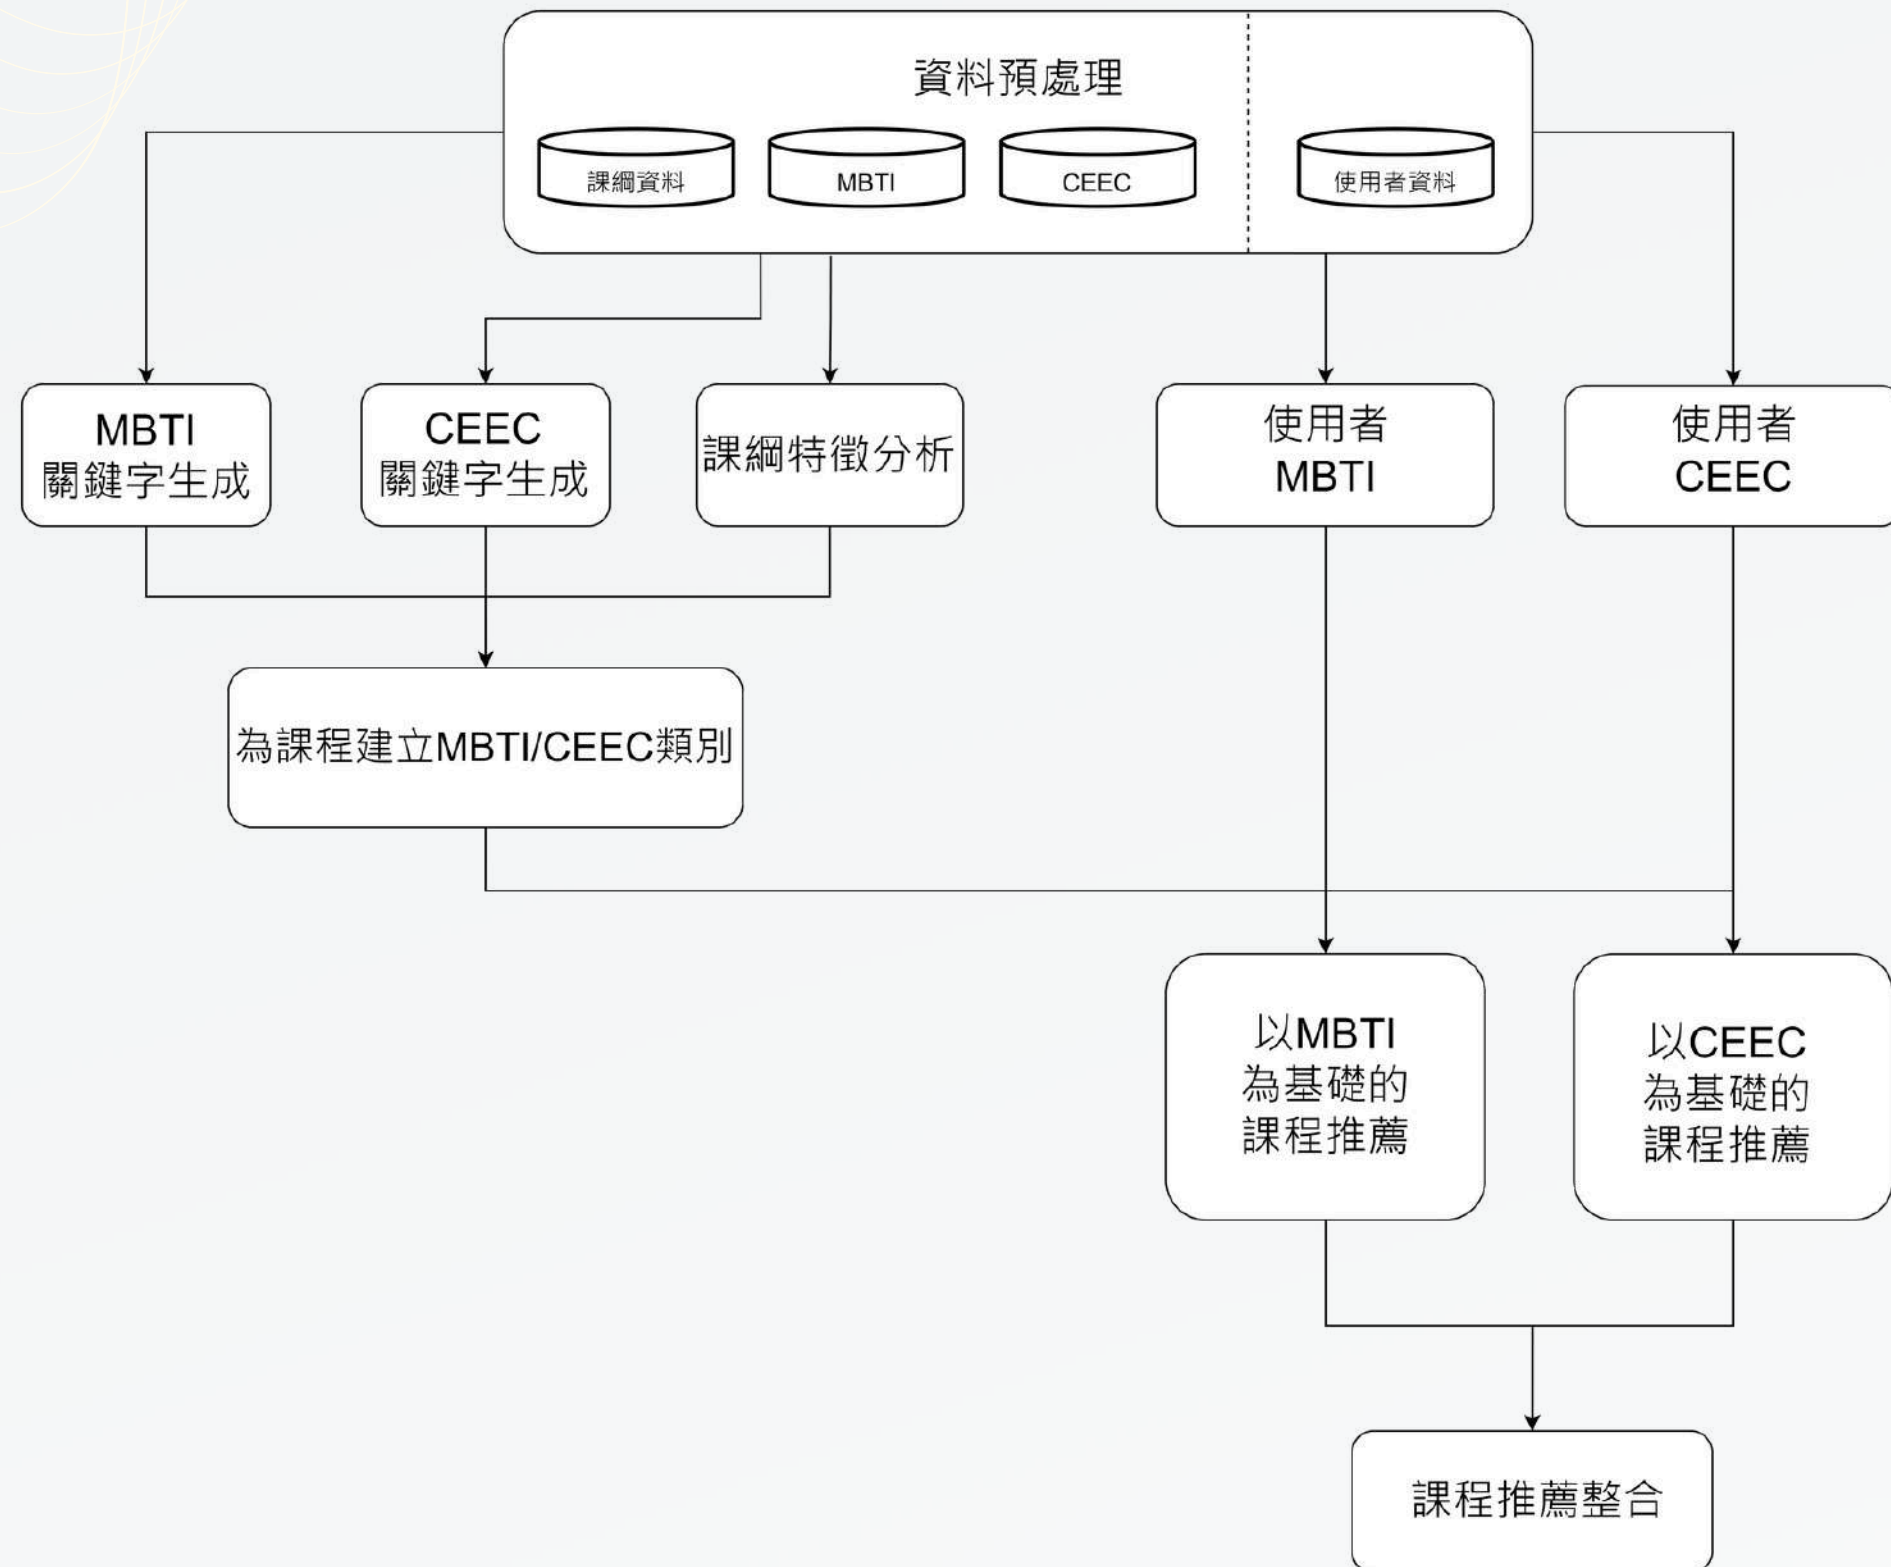 資料預處理
課綱資料
MBTI
CEEC
使用者資料
MBTI
關鍵字生成
CEEC
關鍵字生成
課綱特徵分析
使用者
MBTI
使用者
CEEC
為課程建立MBTI/CEEC類別
以MBTI
為基礎的
課程推薦
以CEEC
為基礎的
課程推薦
課程推薦整合